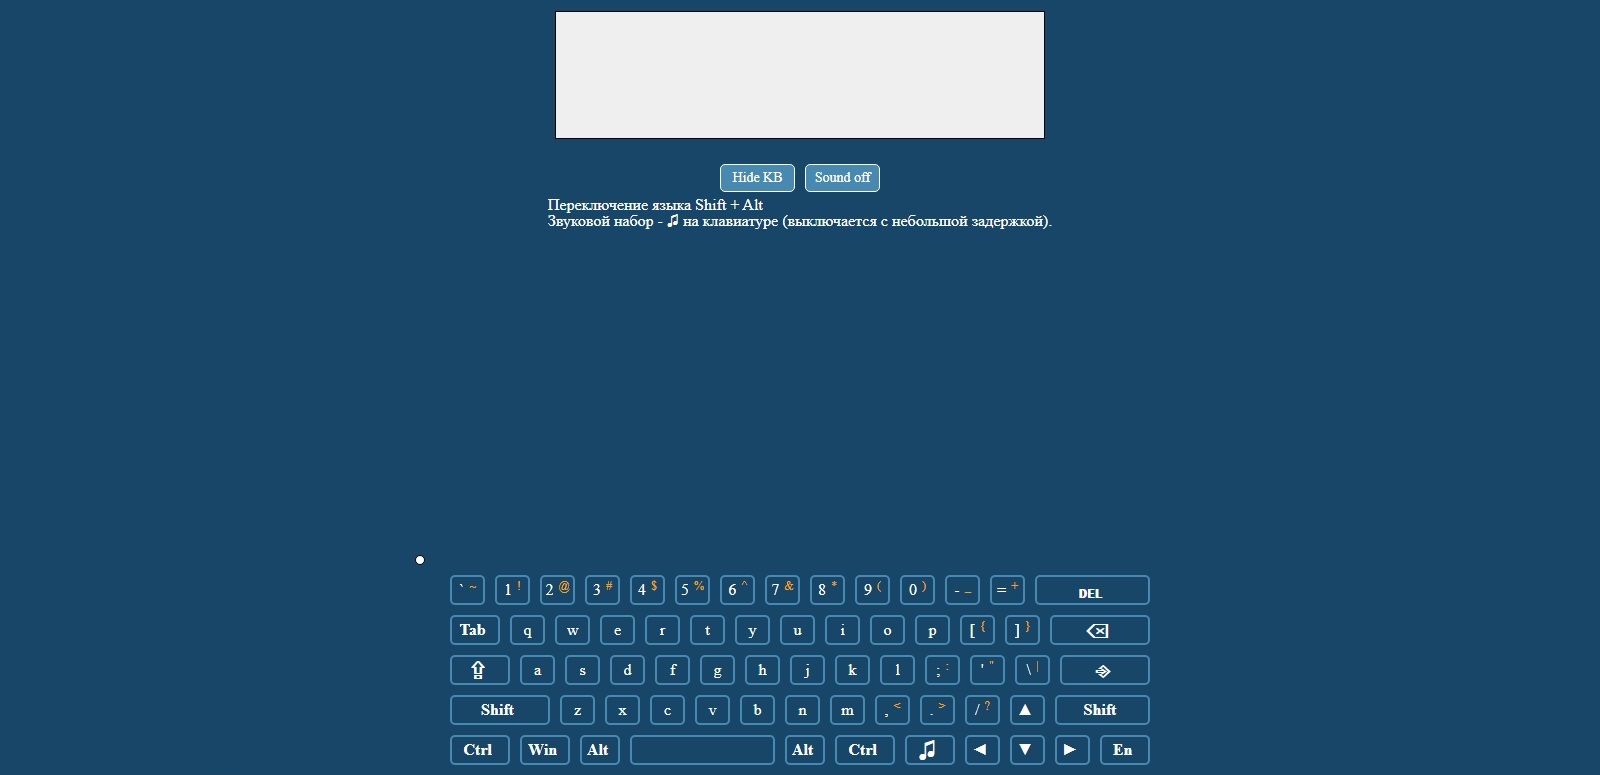 Hide KB Sound off
Переключение языка Shift + Alt
Звуковой набор - ♫ на клавиатуре (выключается с небольшой задержкой).
` ~ 1 ! 2 @ 3 # 4 $ 5 % 6 ^ 7 & 8 * 9 ( 0 ) - _ = + DEL
Tab q w e r t y u i o p [ { ] } ⌫
⇪ a s d f g h j k l ; : ' " \ |
Shift z x c v b n m , < . > / ? ▲ Shift
Ctrl Win Alt Alt Ctrl ♫ ◄ ▼ ► En